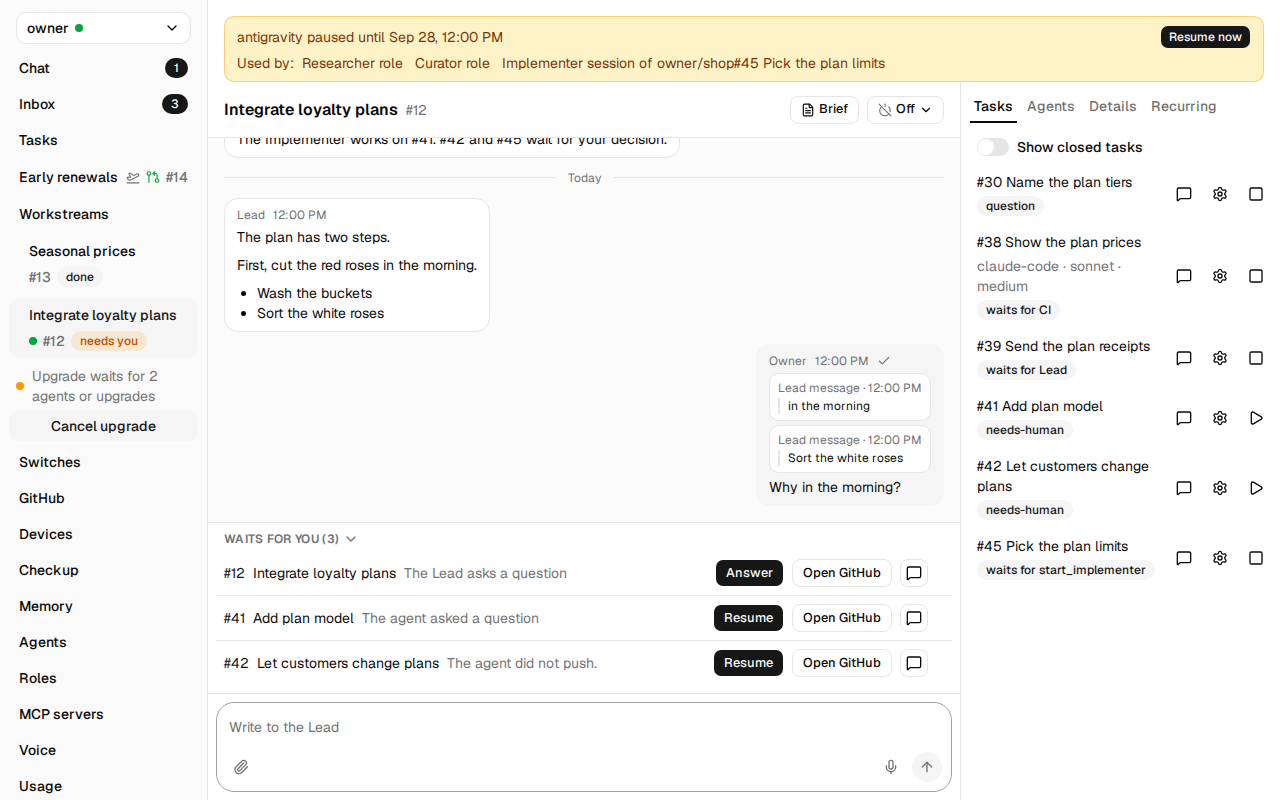 owner
Chat 1
Inbox 3
Tasks
Early renewals #14
Workstreams
Seasonal prices
#13 done
Integrate loyalty plans
#12 needs you
Upgrade waits for 2
agents or upgrades
Cancel upgrade
Switches
GitHub
Devices
Checkup
Memory
Agents
Roles
MCP servers
Voice
Usage
antigravity paused until Sep 28, 12:00 PM
Resume now
Used by: Researcher role Curator role Implementer session of owner/shop#45 Pick the plan limits
Integrate loyalty plans #12
Brief
Off
The Implementer works on #41. #42 and #45 wait for your decision.
Today
Lead 12:00 PM
The plan has two steps.
First, cut the red roses in the morning.
Wash the buckets
Sort the white roses
Owner 12:00 PM
Lead message · 12:00 PM
in the morning
Lead message · 12:00 PM
Sort the white roses
Why in the morning?
WAITS FOR YOU (3)
#12 Integrate loyalty plans The Lead asks a question Answer Open GitHub
#41 Add plan model The agent asked a question Resume Open GitHub
#42 Let customers change plans The agent did not push. Resume Open GitHub
Write to the Lead
Tasks Agents Details Recurring
Show closed tasks
#30 Name the plan tiers
question
#38 Show the plan prices
claude-code · sonnet ·
medium
waits for CI
#39 Send the plan receipts
waits for Lead
#41 Add plan model
needs-human
#42 Let customers change
plans
needs-human
#45 Pick the plan limits
waits for start_implementer